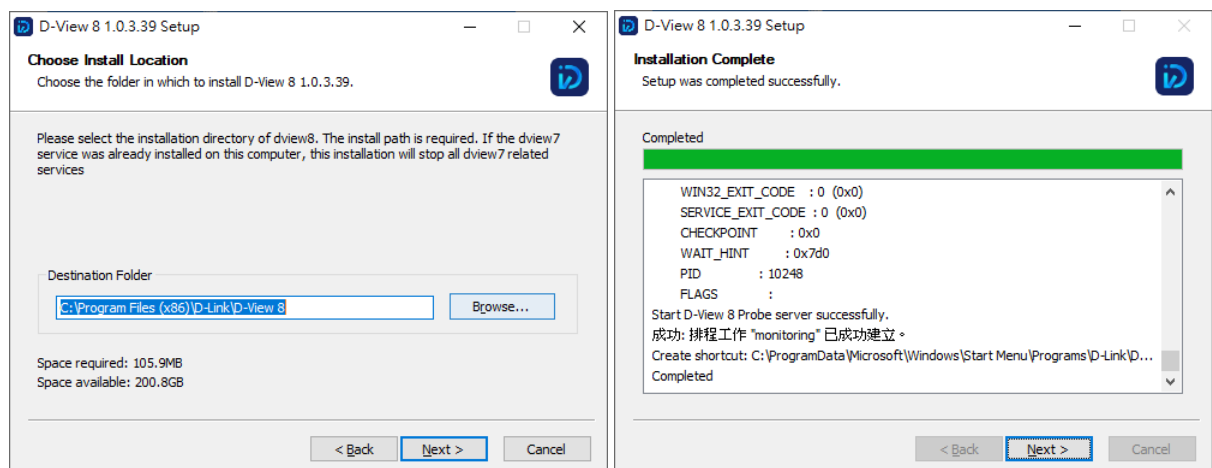 D-View 8 1.0.3.39 Setup
Choose Install Location
Choose the folder in which to install D-View 8 1.0.3.39.
Please select the installation directory of dview8. The install path is required. If the dview7
service was already installed on this computer, this installation will stop all dview7 related
services
Destination Folder
C:\Program Files (x86)\D-Link\D-View 8
Browse...
Space required: 105.9MB
Space available: 200.8GB
< Back
Next >
Cancel
D-View 8 1.0.3.39 Setup
Installation Complete
Setup was completed successfully.
Completed
WIN32_EXIT_CODE : 0 (0x0)
SERVICE_EXIT_CODE : 0 (0x0)
CHECKPOINT : 0x0
WAIT_HINT : 0x7d0
PID : 10248
FLAGS :
Start D-View 8 Probe server successfully.
成功: 排程工作 "monitoring" 已成功建立。
Create shortcut: C:\ProgramData\Microsoft\Windows\Start Menu\Programs\D-Link\D...
Completed
< Back
Next >
Cancel